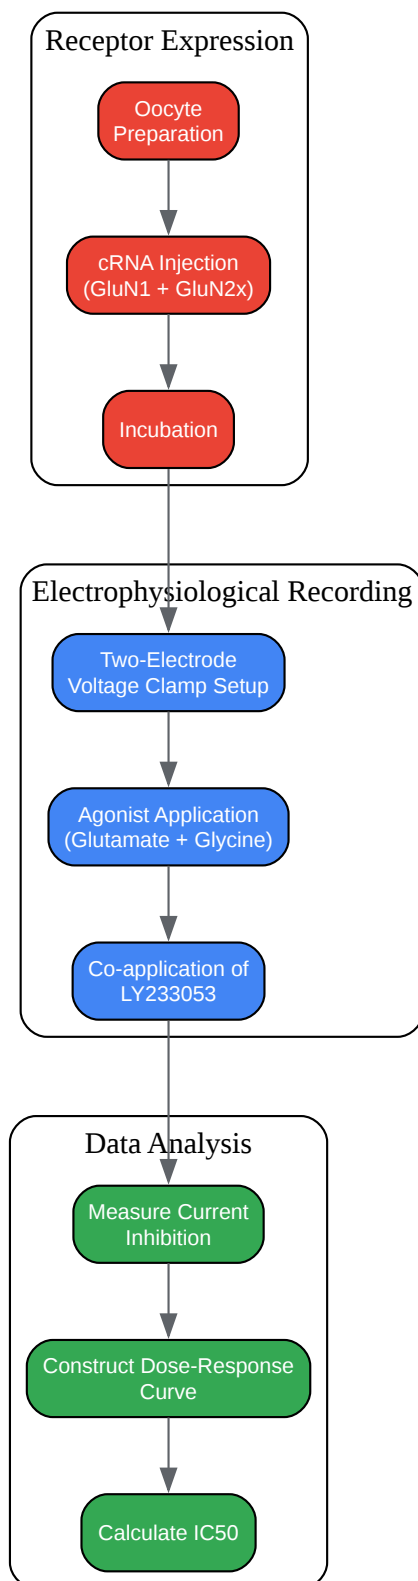 Receptor Expression
Oocyte
Preparation
cRNA Injection
(GluN1 + GluN2x)
Incubation
Electrophysiological Recording
Two-Electrode
Voltage Clamp Setup
Agonist Application
(Glutamate + Glycine)
Co-application of
LY233053
Data Analysis
Measure Current
Inhibition
Construct Dose-Response
Curve
Calculate IC50